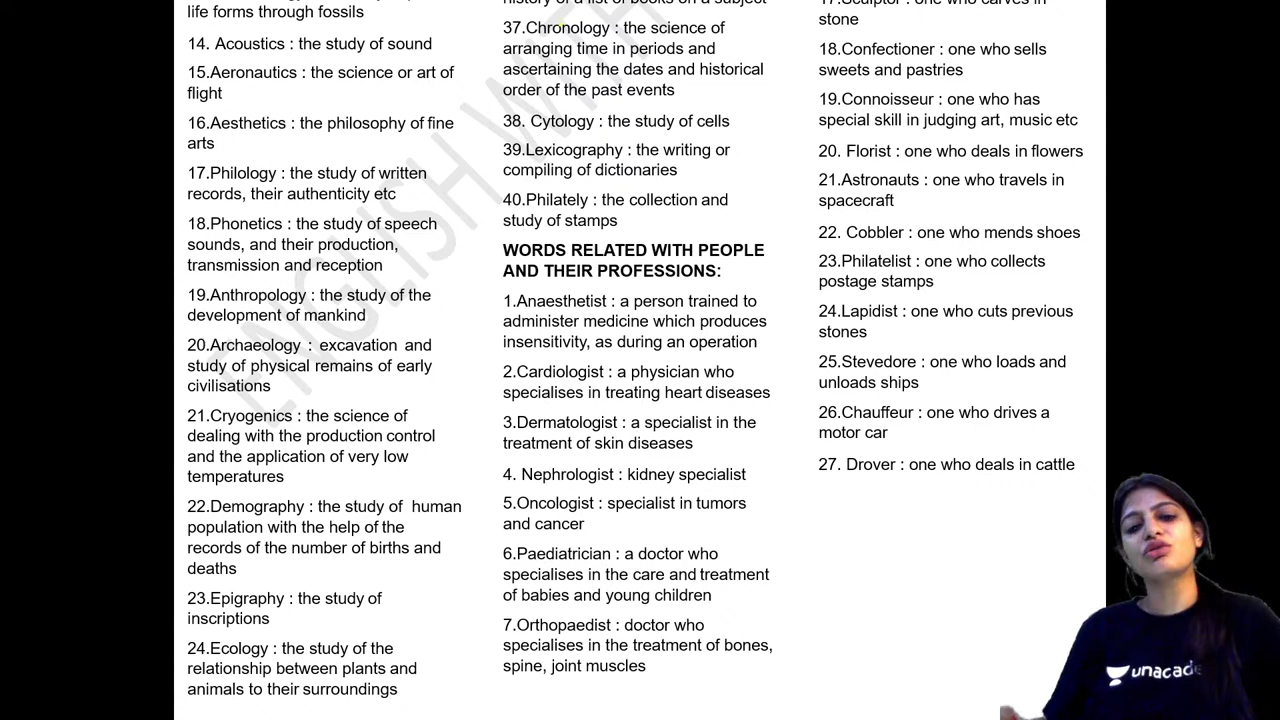 life forms through fossils
14. Acoustics : the study of sound
15.Aeronautics : the science or art of
flight
16.Aesthetics : the philosophy of fine
arts
17.Philology : the study of written
records, their authenticity etc
18.Phonetics : the study of speech
sounds, and their production,
transmission and reception
19.Anthropology : the study of the
development of mankind
20.Archaeology : excavation and
study of physical remains of early
civilisations
21.Cryogenics : the science of
dealing with the production control
and the application of very low
temperatures
22.Demography : the study of human
population with the help of the
records of the number of births and
deaths
23.Epigraphy : the study of
inscriptions
24.Ecology : the study of the
relationship between plants and
animals to their surroundings
history of a list of books on a subject
37.Chronology : the science of
arranging time in periods and
ascertaining the dates and historical
order of the past events
38. Cytology : the study of cells
39.Lexicography : the writing or
compiling of dictionaries
40.Philately : the collection and
study of stamps
WORDS RELATED WITH PEOPLE
AND THEIR PROFESSIONS:
1.Anaesthetist : a person trained to
administer medicine which produces
insensitivity, as during an operation
2.Cardiologist : a physician who
specialises in treating heart diseases
3.Dermatologist : a specialist in the
treatment of skin diseases
4. Nephrologist : kidney specialist
5.Oncologist : specialist in tumors
and cancer
6.Paediatrician : a doctor who
specialises in the care and treatment
of babies and young children
7.Orthopaedist : doctor who
specialises in the treatment of bones,
spine, joint muscles
17.Sculptor : one who carves in
stone
18.Confectioner : one who sells
sweets and pastries
19.Connoisseur : one who has
special skill in judging art, music etc
20. Florist : one who deals in flowers
21.Astronauts : one who travels in
spacecraft
22. Cobbler : one who mends shoes
23.Philatelist : one who collects
postage stamps
24.Lapidist : one who cuts previous
stones
25.Stevedore : one who loads and
unloads ships
26.Chauffeur : one who drives a
motor car
27. Drover : one who deals in cattle
ENGLISH WITH
unacade